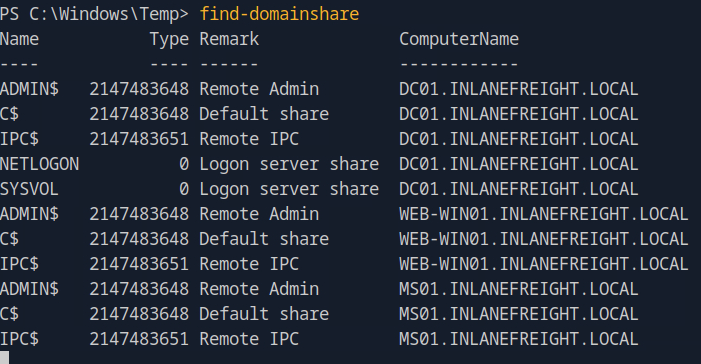 PS C:\Windows\Temp> find-domainshare
Name Type Remark ComputerName
---- ---- ------ ------------
ADMIN$ 2147483648 Remote Admin DC01.INLANEFREIGHT.LOCAL
C$ 2147483648 Default share DC01.INLANEFREIGHT.LOCAL
IPC$ 2147483651 Remote IPC DC01.INLANEFREIGHT.LOCAL
NETLOGON 0 Logon server share DC01.INLANEFREIGHT.LOCAL
SYSVOL 0 Logon server share DC01.INLANEFREIGHT.LOCAL
ADMIN$ 2147483648 Remote Admin WEB-WIN01.INLANEFREIGHT.LOCAL
C$ 2147483648 Default share WEB-WIN01.INLANEFREIGHT.LOCAL
IPC$ 2147483651 Remote IPC WEB-WIN01.INLANEFREIGHT.LOCAL
ADMIN$ 2147483648 Remote Admin MS01.INLANEFREIGHT.LOCAL
C$ 2147483648 Default share MS01.INLANEFREIGHT.LOCAL
IPC$ 2147483651 Remote IPC MS01.INLANEFREIGHT.LOCAL